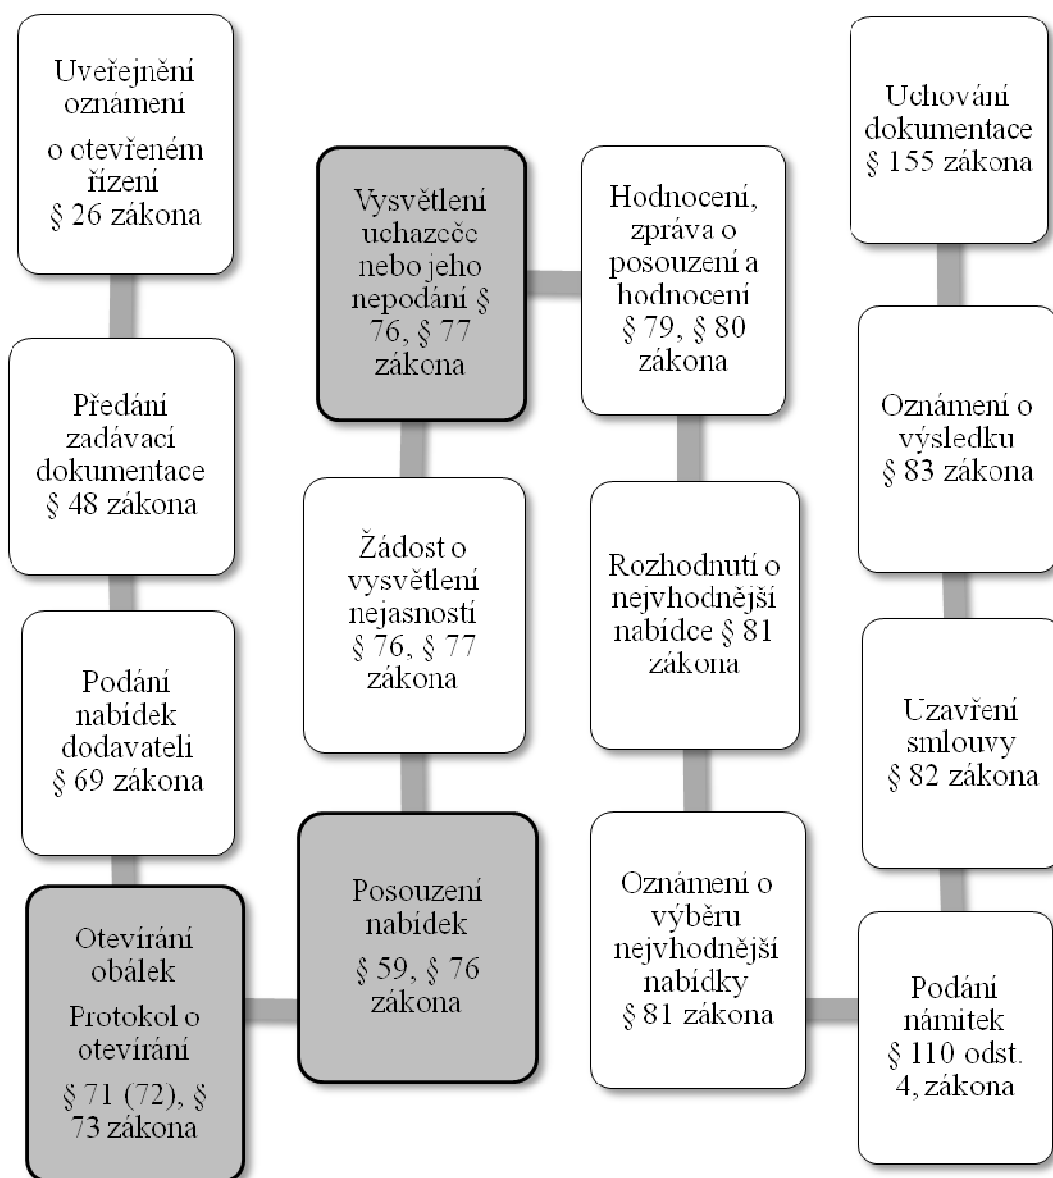 Uveřejnění
oznámení
o otevřeném
řízení
§ 26 zákona
Předání
zadávací
dokumentace
§ 48 zákona
Podání
nabídek
dodavateli
§ 69 zákona
Otevírání
obálek
Protokol o
otevírání
§ 71 (72), §
73 zákona
Posouzení
nabídek
§ 59, § 76
zákona
Žádost o
vysvětlení
nejasností
§ 76, § 77
zákona
Vysvětlení
uchazeče
nebo jeho
nepodání §
76, § 77
zákona
Hodnocení,
zpráva o
posouzení a
hodnocení
§ 79, § 80
zákona
Rozhodnutí o
nejvhodnější
nabídce § 81
zákona
Oznámení o
výběru
nejvhodnější
nabídky
§ 81 zákona
Podání
námitek
§ 110 odst.
4, zákona
Uzavření
smlouvy
§ 82 zákona
Oznámení o
výsledku
§ 83 zákona
Uchování
dokumentace
§ 155 zákona